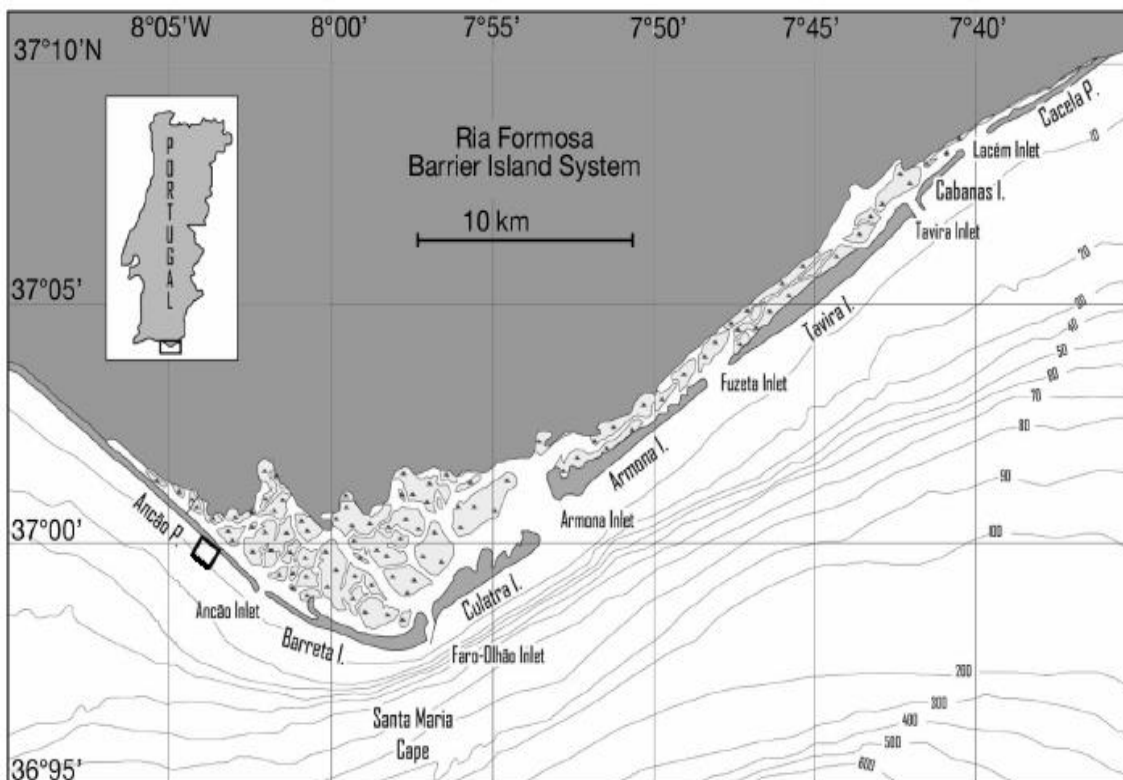 8°05'W
8°00'
7°55'
7°50'
7°45'
7°40'
37°10'N
PORTUGAL
Ria Formosa
Barrier Island System
10 km
Cacela P.
10
Lacém Inlet
Cabanas I.
Tavira Inlet
20
37°05'
Tavira I.
30
40
50
60
70
80
Fuzeta Inlet
Armona I.
90
Armona Inlet
100
37°00'
Ancão P.
Culatra I.
Ancão Inlet
Barreta I.
Faro-Olhão Inlet
200
300
400
500
600
Santa Maria
Cape
36°95'